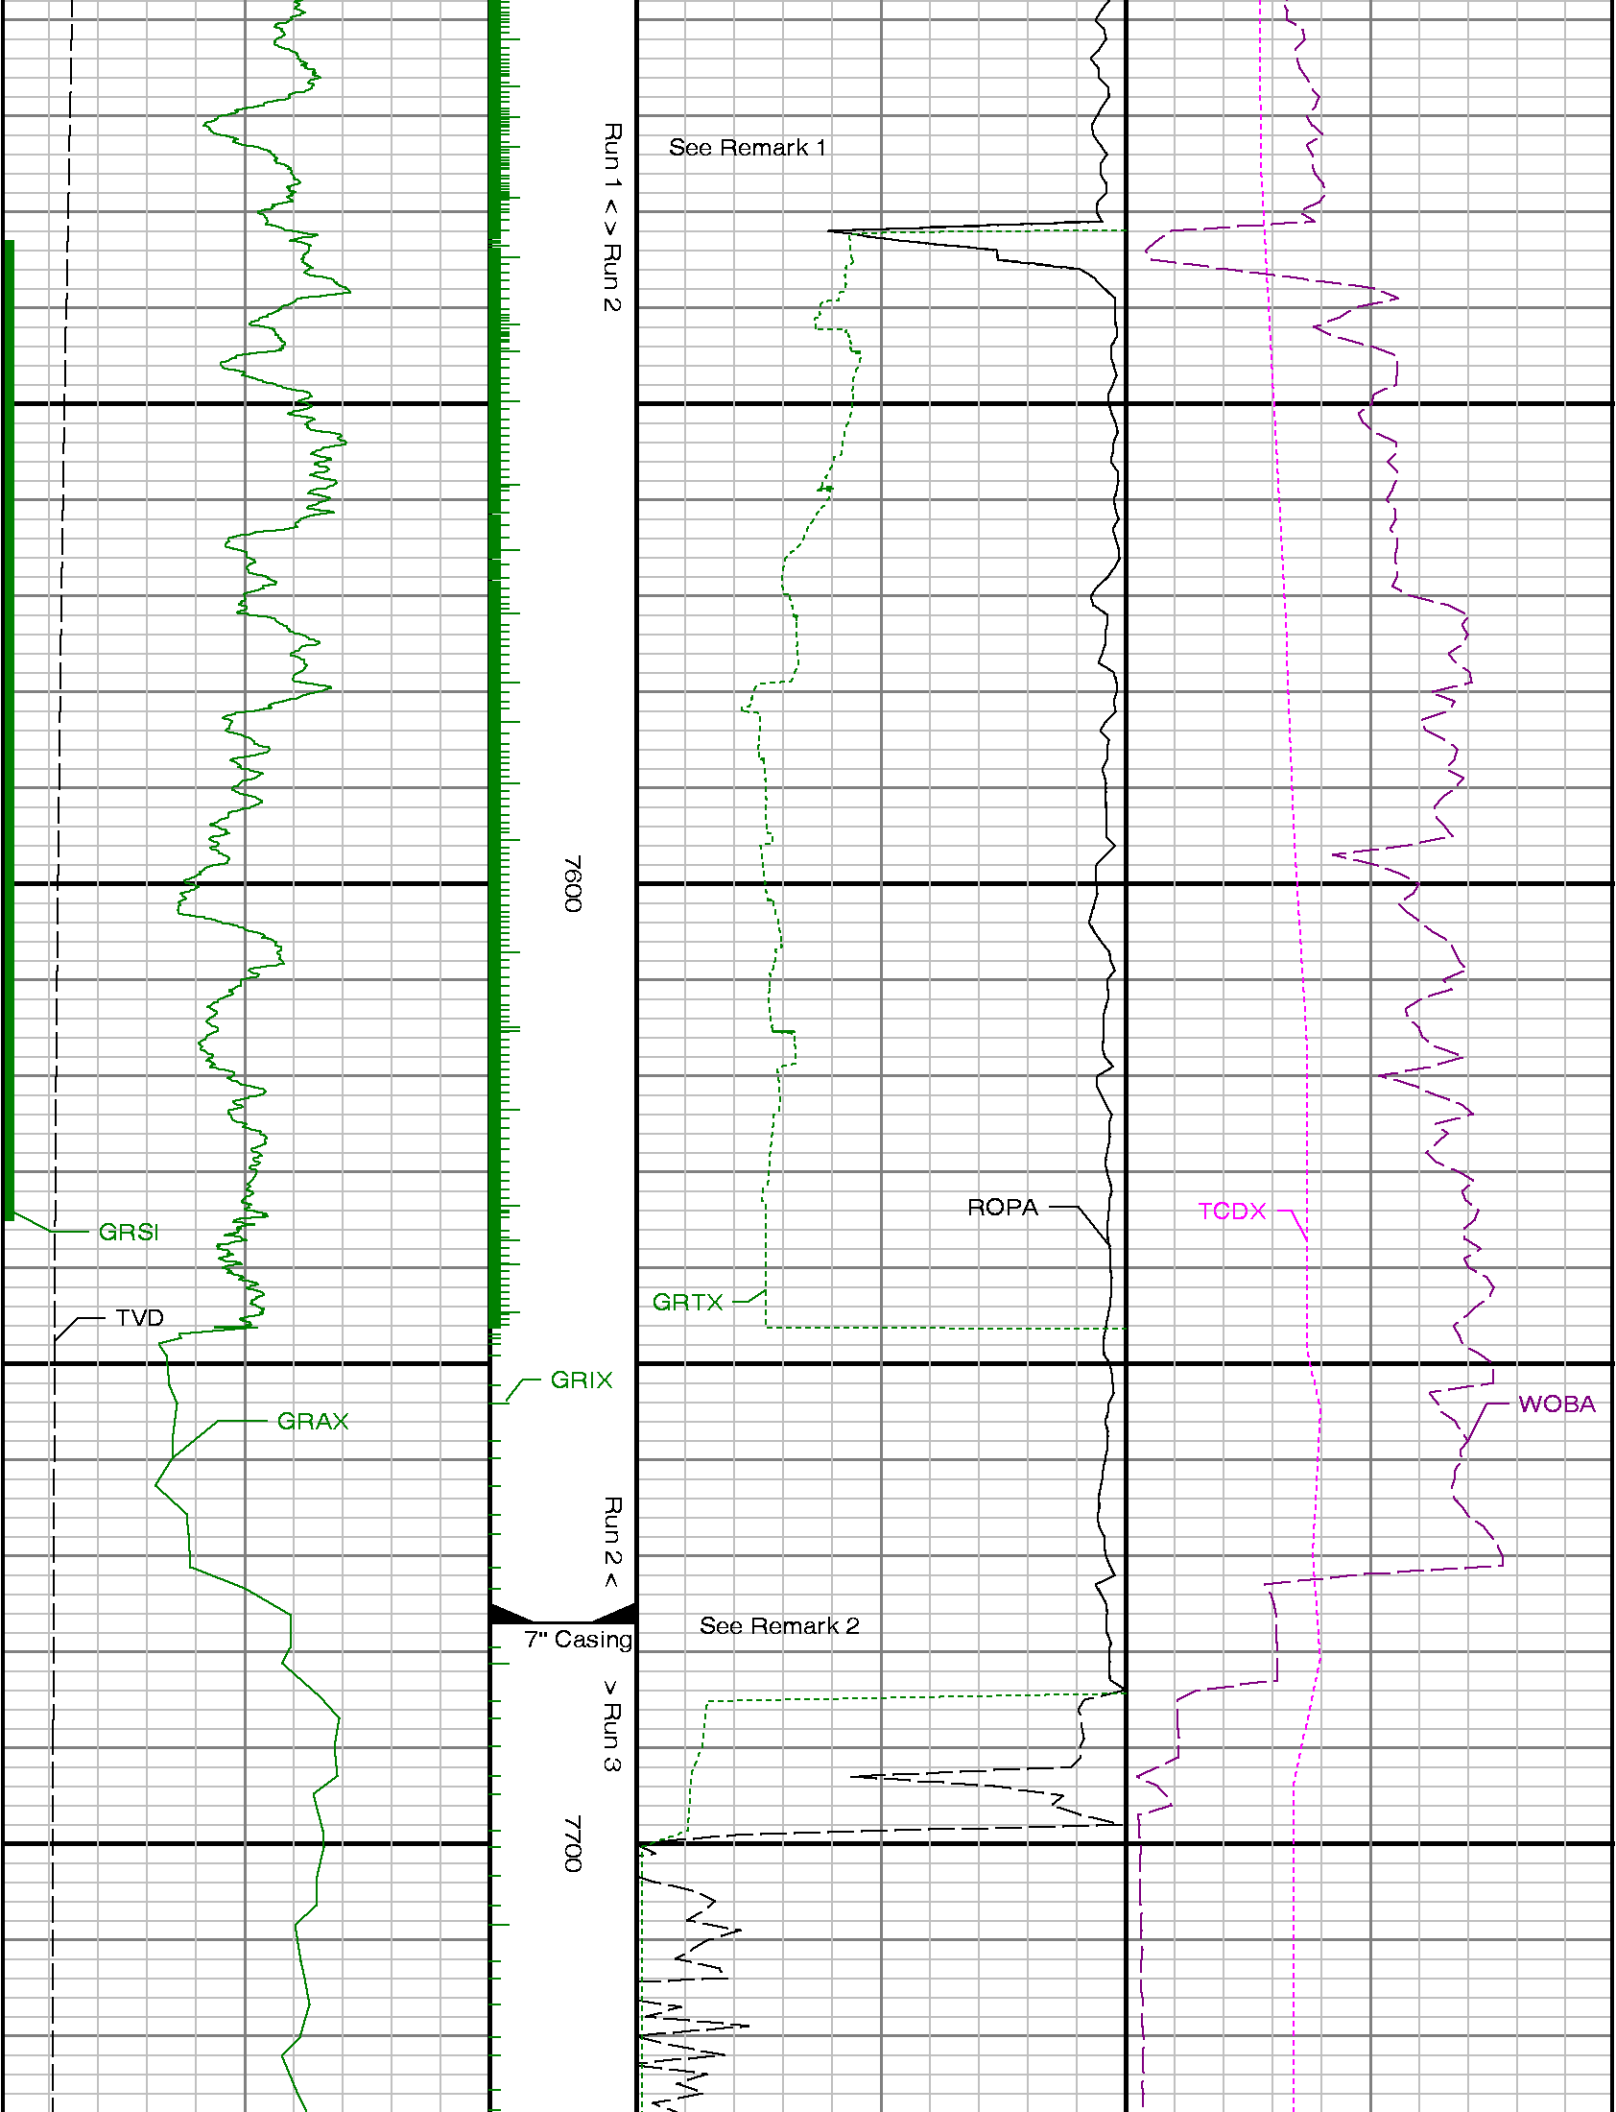 See Remark 1
Run 1 < > Run 2
7600
ROPA
TCDX
GRSI
GRTX
TVD
GRIX
WOBA
GRAX
Run 2 <
See Remark 2
7" Casing
> Run 3
7700